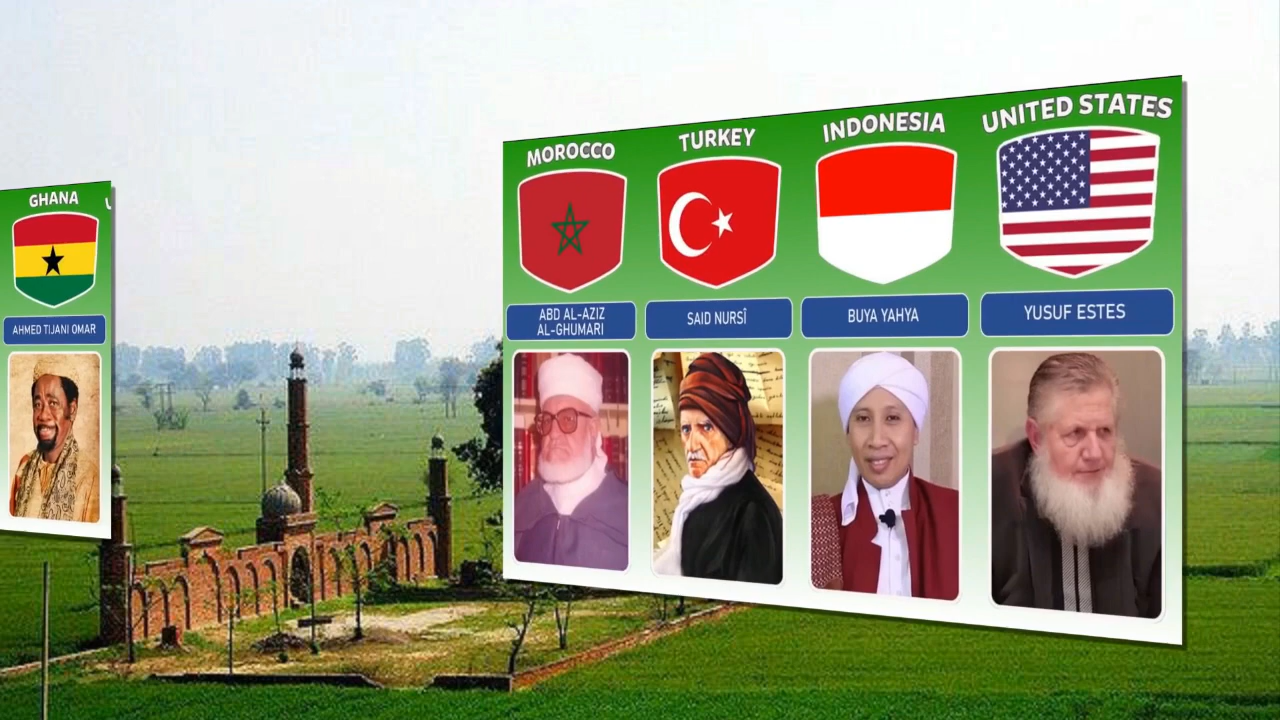 GHANA
AHMED TIJANI OMAR
MOROCCO
ABD AL-AZIZ
AL-GHUMARI
TURKEY
SAID NURSÎ
INDONESIA
BUYA YAHYA
UNITED STATES
YUSUF ESTES